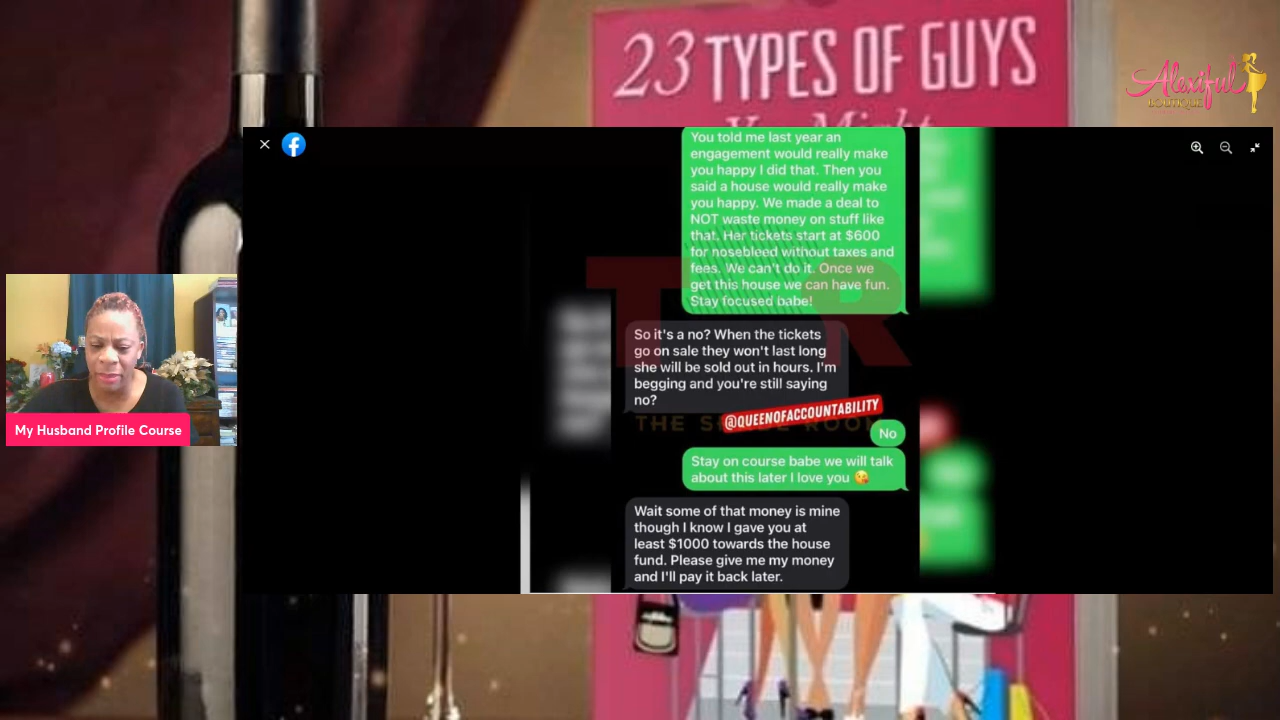 23 TYPES OF GUYS
You Might
Alexiful
BOUTIQUE
You told me last year an
engagement would really make
you happy I did that. Then you
said a house would really make
you happy. We made a deal to
NOT waste money on stuff like
that. Her tickets start at $600
for nosebleed without taxes and
fees. We can't do it. Once we
get this house we can have fun.
Stay focused babe!
So it's a no? When the tickets
go on sale they won't last long
she will be sold out in hours. I'm
begging and you're still saying
no?
@QUEENOFACCOUNTABILITY
THE SHADE ROOM
No
Stay on course babe we will talk
about this later I love you 😘
Wait some of that money is mine
though I know I gave you at
least $1000 towards the house
fund. Please give me my money
and I'll pay it back later.
My Husband Profile Course